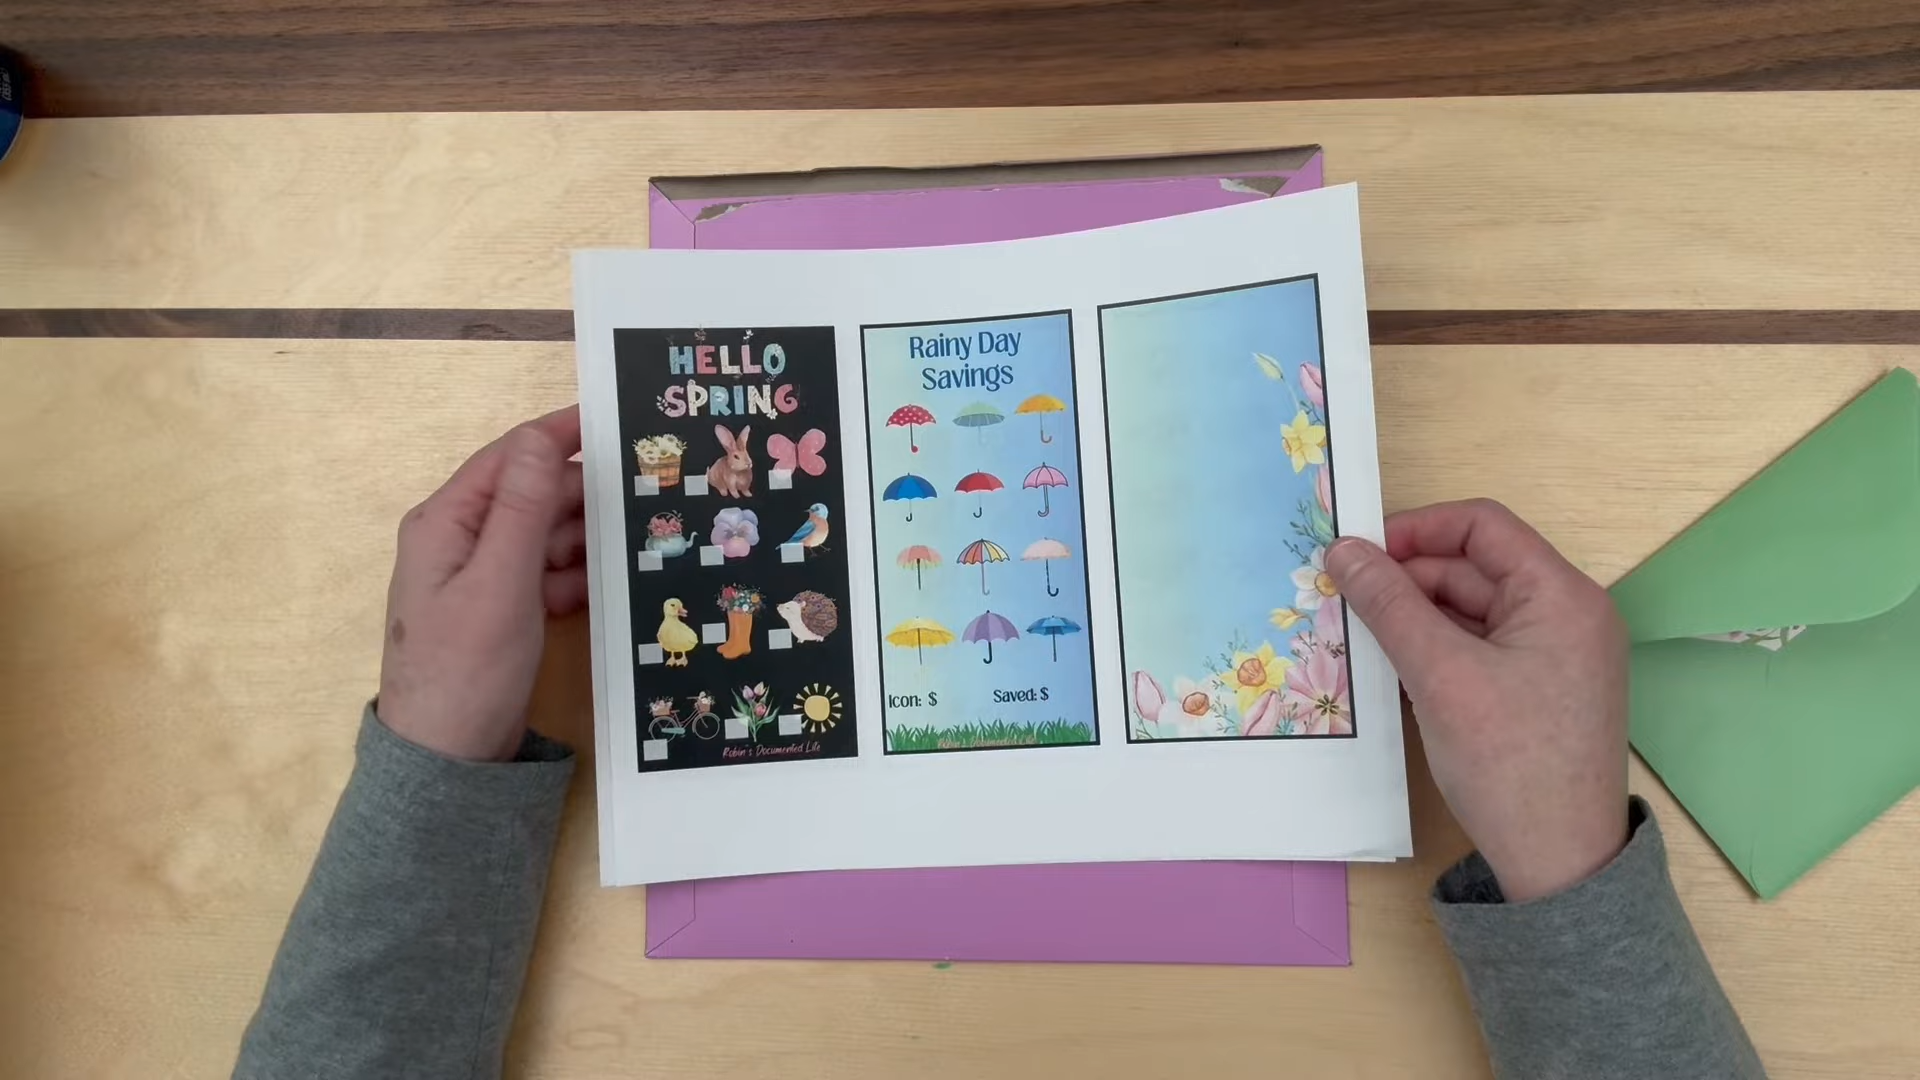 HELLO
SPRING
Robin's Documented Life
Rainy Day
Savings
Icon: $
Saved: $